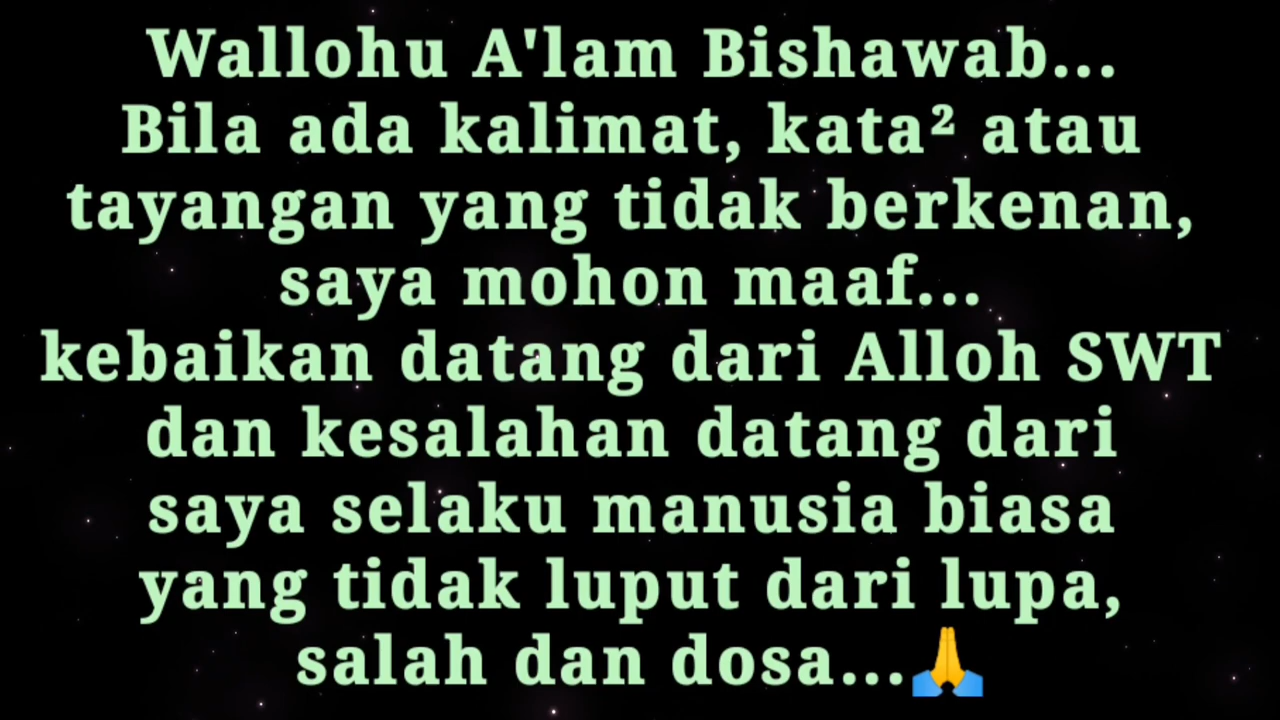 Wallohu A'lam Bishawab...
Bila ada kalimat, kata² atau
tayangan yang tidak berkenan,
saya mohon maaf...
kebaikan datang dari Alloh SWT
dan kesalahan datang dari
saya selaku manusia biasa
yang tidak luput dari lupa,
salah dan dosa...🙏